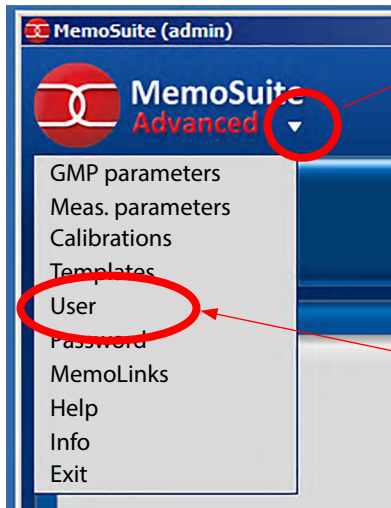 MemoSuite (admin)
MemoSuite
Advanced
GMP parameters
Meas. parameters
Calibrations
Templates
User
Password
MemoLinks
Help
Info
Exit